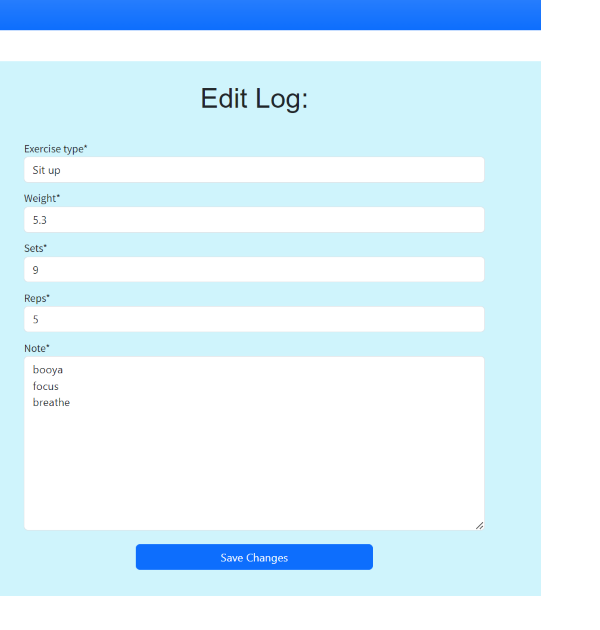 Edit Log:
Exercise type*
Sit up
Weight*
5.3
Sets*
9
Reps*
5
Note*
booya
focus
breathe
Save Changes